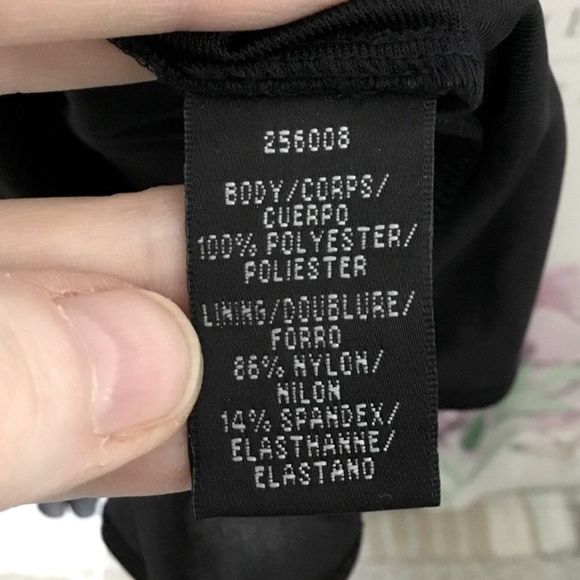 256008
BODY/CORPS/
CUERPO
100% POLYESTER/
POLIESTER
LINING/DOUBLURE/
FORRO
86% NYLON/
NILON
14% SPANDEX/
ELASTHANNE/
ELASTANO